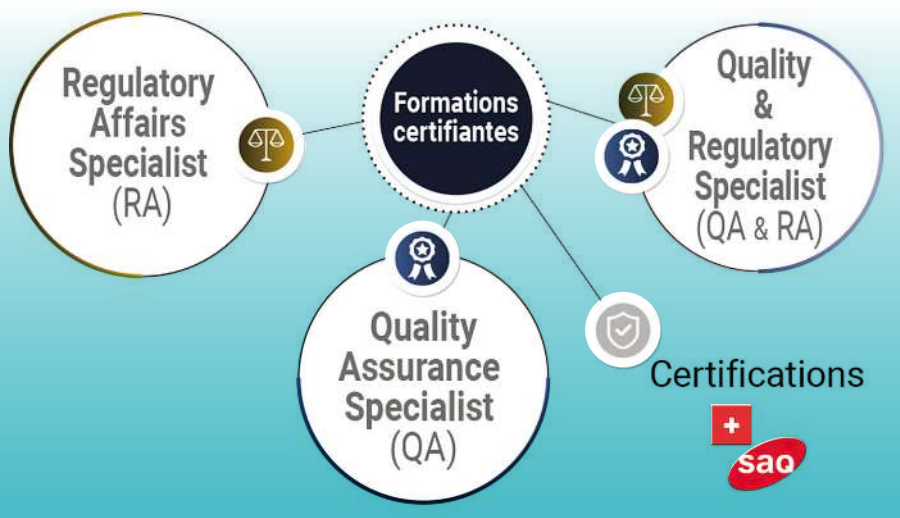 Regulatory
Affairs
Specialist
(RA)
Formations
certifiantes
Quality
&
Regulatory
Specialist
(QA & RA)
Quality
Assurance
Specialist
(QA)
Certifications
saq